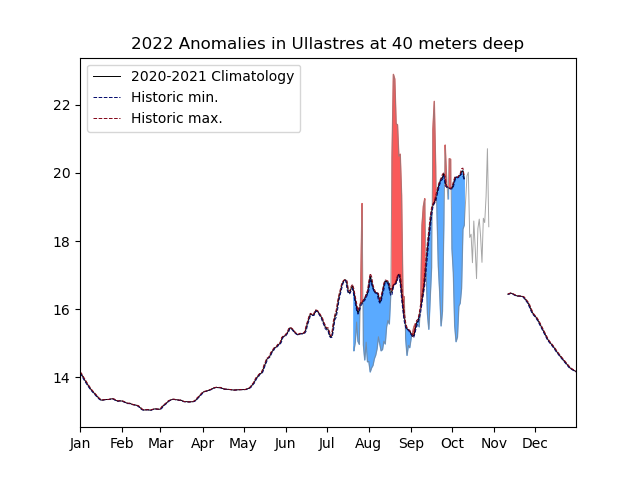 2022 Anomalies in Ullastres at 40 meters deep
2020-2021 Climatology
Historic min.
Historic max.
22
20
18
16
14
Jan Feb Mar Apr May Jun Jul Aug Sep Oct Nov Dec